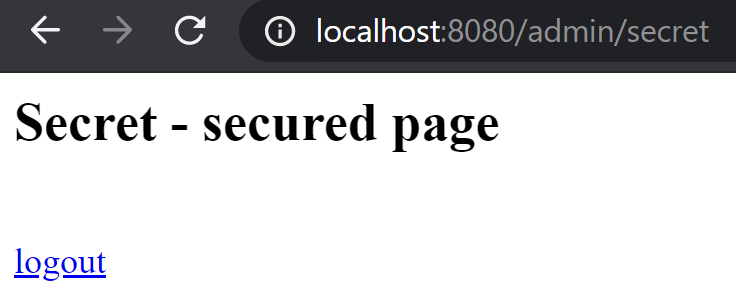 localhost:8080/admin/secret
Secret - secured page
logout